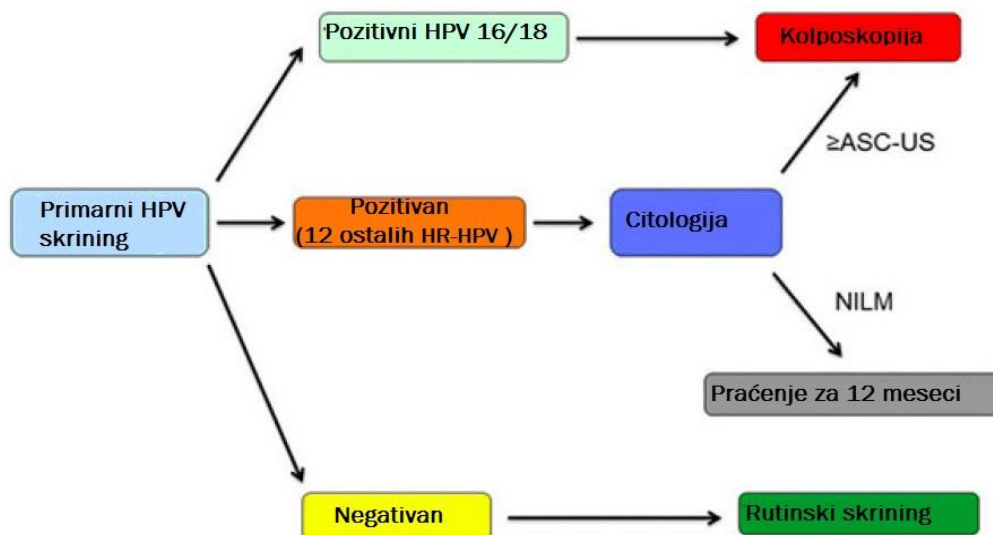 Pozitivni HPV 16/18
Kolposkopija
≥ASC-US
Primarni HPV
skrining
Pozitivan
(12 ostalih HR-HPV )
Citologija
NILM
Praćenje za 12 meseci
Negativan
Rutinski skrining